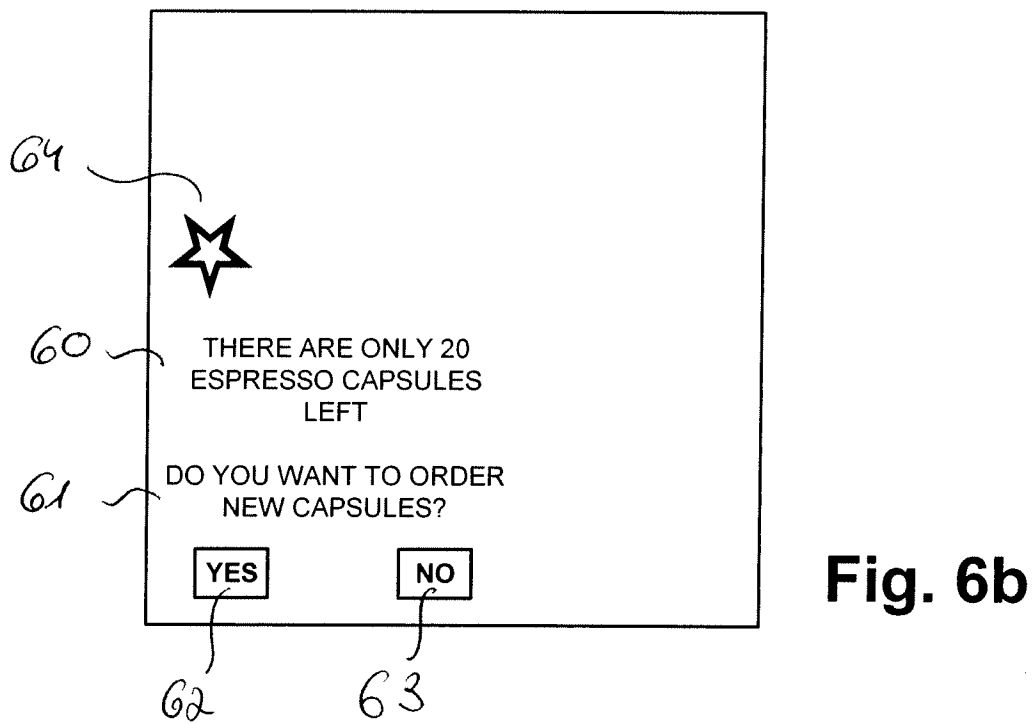 64
60
THERE ARE ONLY 20
ESPRESSO CAPSULES
LEFT
61
DO YOU WANT TO ORDER
NEW CAPSULES?
YES NO
Fig. 6b
62 63